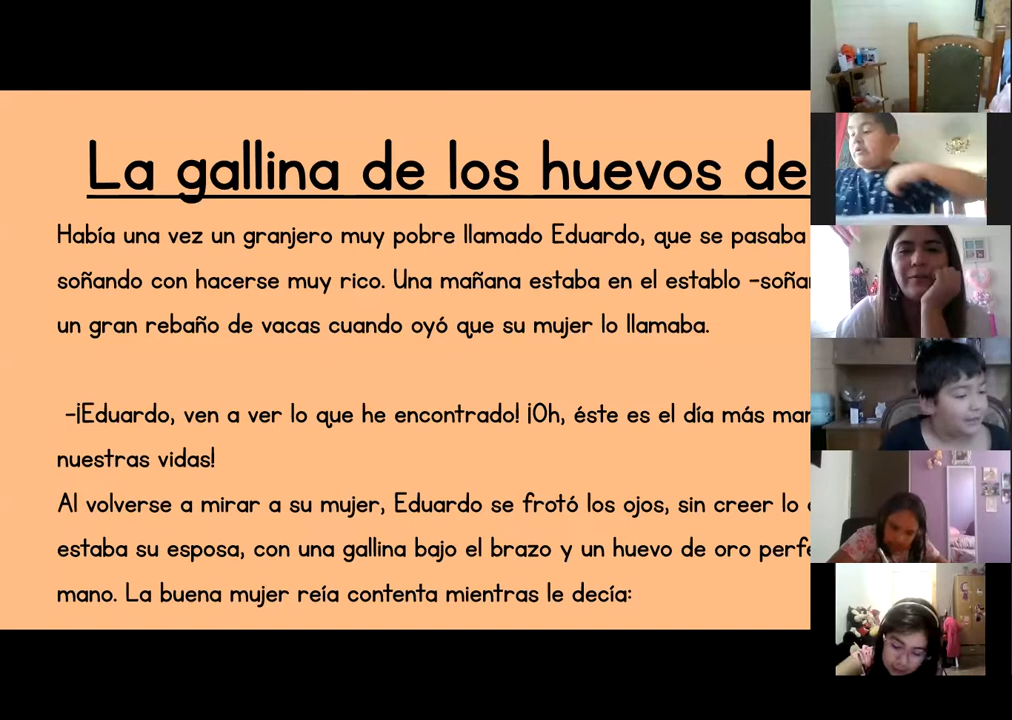 La gallina de los huevos de
Había una vez un granjero muy pobre llamado Eduardo, que se pasaba
soñando con hacerse muy rico. Una mañana estaba en el establo -soñan
un gran rebaño de vacas cuando oyó que su mujer lo llamaba.
-¡Eduardo, ven a ver lo que he encontrado! ¡Oh, éste es el día más mar
nuestras vidas!
Al volverse a mirar a su mujer, Eduardo se frotó los ojos, sin creer lo
estaba su esposa, con una gallina bajo el brazo y un huevo de oro perfe
mano. La buena mujer reía contenta mientras le decía: